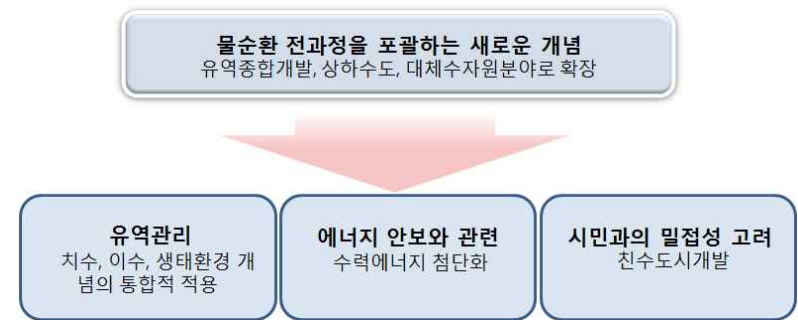 물순환 전과정을 포괄하는 새로운 개념
유역종합개발, 상하수도, 대체수자원분야로 확장
유역관리
치수, 이수, 생태환경 개
념의 통합적 적용
에너지 안보와 관련
수력에너지 첨단화
시민과의 밀접성 고려
친수도시개발